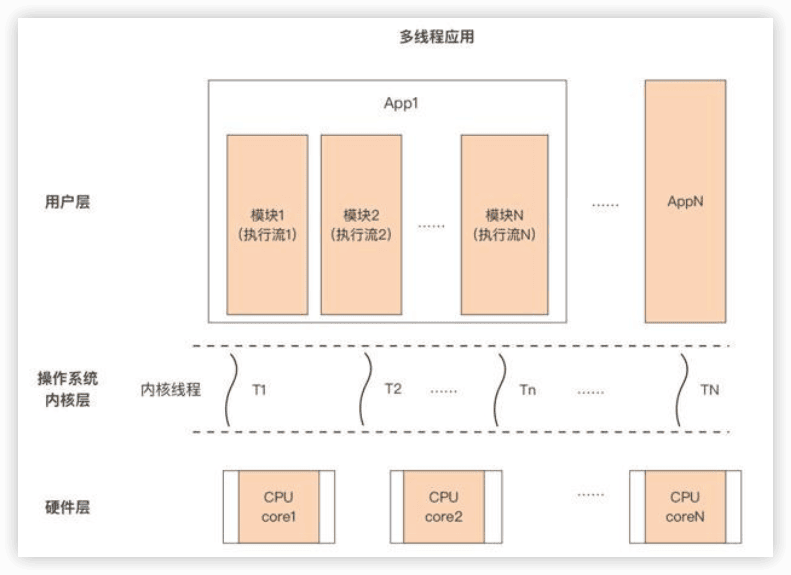 多线程应用
App1
用户层
模块1
(执行流1)
模块2
(执行流2)
……
模块N
(执行流N)
……
AppN
操作系统
内核层
内核线程
T1
T2
……
Tn
……
TN
硬件层
CPU
core1
CPU
core2
……
CPU
coreN